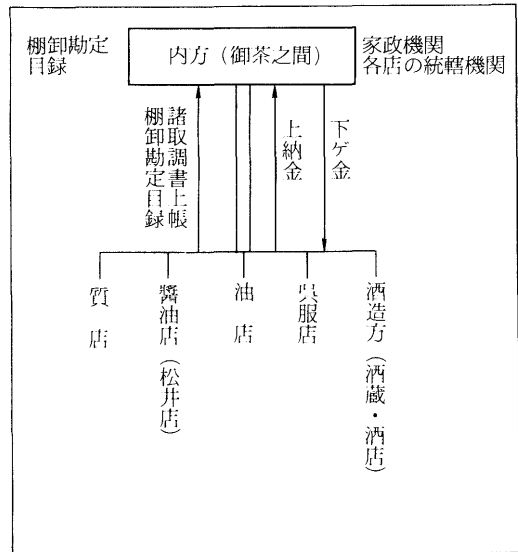 棚卸勘定
目録
内方（御茶之間）
家政機関
各店の統轄機関
諸取調書上帳
棚卸勘定目録
上納金
下ゲ金
質店
醬油店（松井店）
油店
呉服店
酒造方（酒蔵・酒店）